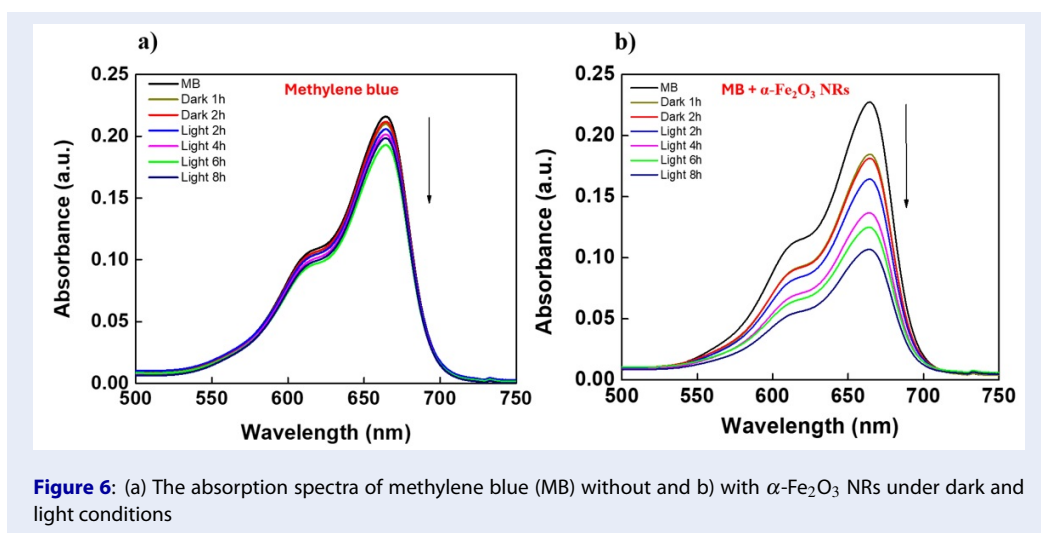 a)
0.25
0.20
0.15
0.10
0.05
0.00
500
550
600
650
700
750
Absorbance (a.u.)
Wavelength (nm)
MB
Dark 1h
Dark 2h
Light 2h
Light 4h
Light 6h
Light 8h
Methylene blue
b)
0.25
0.20
0.15
0.10
0.05
0.00
500
550
600
650
700
750
Absorbance (a.u.)
Wavelength (nm)
MB
Dark 1h
Dark 2h
Light 2h
Light 4h
Light 6h
Light 8h
MB + α-Fe₂O₃ NRs
Figure 6: (a) The absorption spectra of methylene blue (MB) without and b) with α-Fe₂O₃ NRs under dark and
light conditions